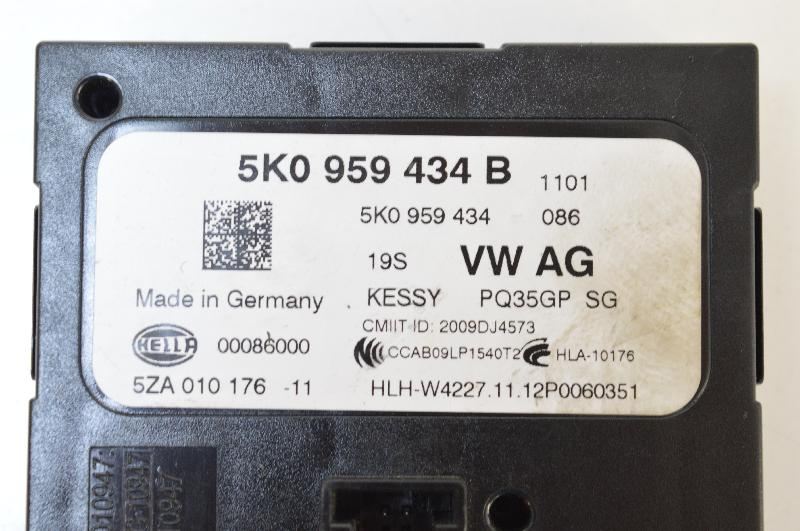 5K0 959 434 B 1101
5K0 959 434 086
19S VW AG
Made in Germany KESSY PQ35GP SG
CMIIT ID: 2009DJ4573
HELLA 00086000 CCAB09LP1540T2 HLA-10176
5ZA 010 176 -11 HLH-W4227.11.12P0060351